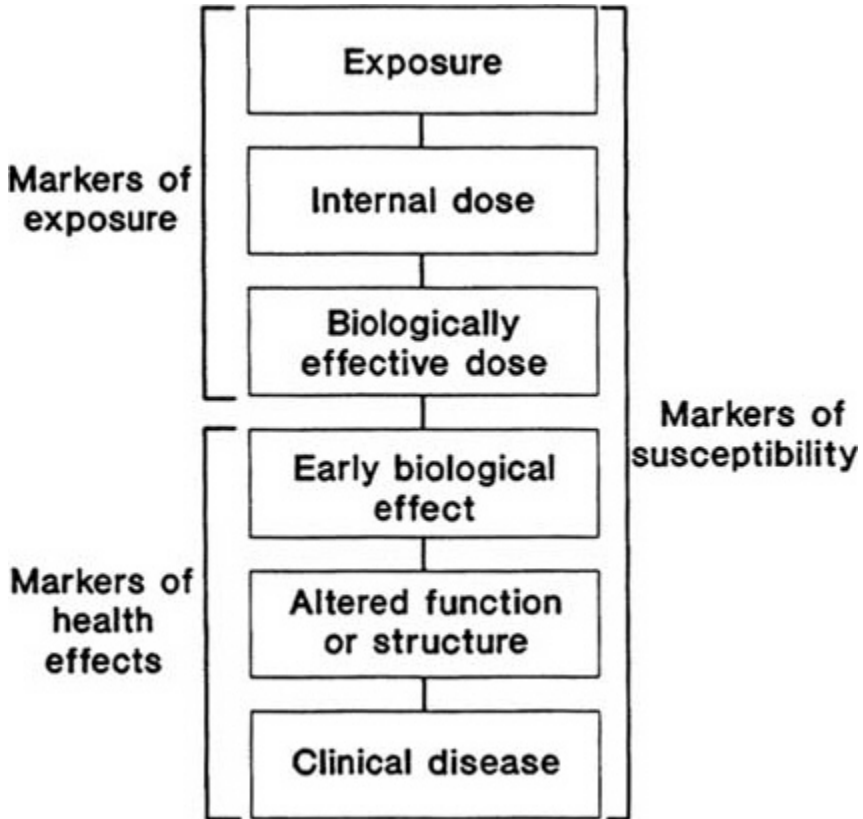 Exposure
Internal dose
Markers of
exposure
Biologically
effective dose
Markers of
susceptibility
Early biological
effect
Markers of
health
effects
Altered function
or structure
Clinical disease